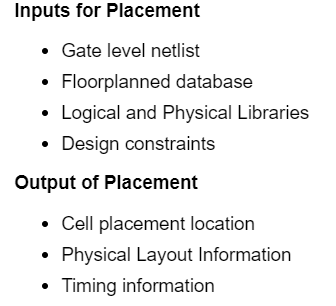 Inputs for Placement
• Gate level netlist
• Floorplanned database
• Logical and Physical Libraries
• Design constraints
Output of Placement
• Cell placement location
• Physical Layout Information
• Timing information